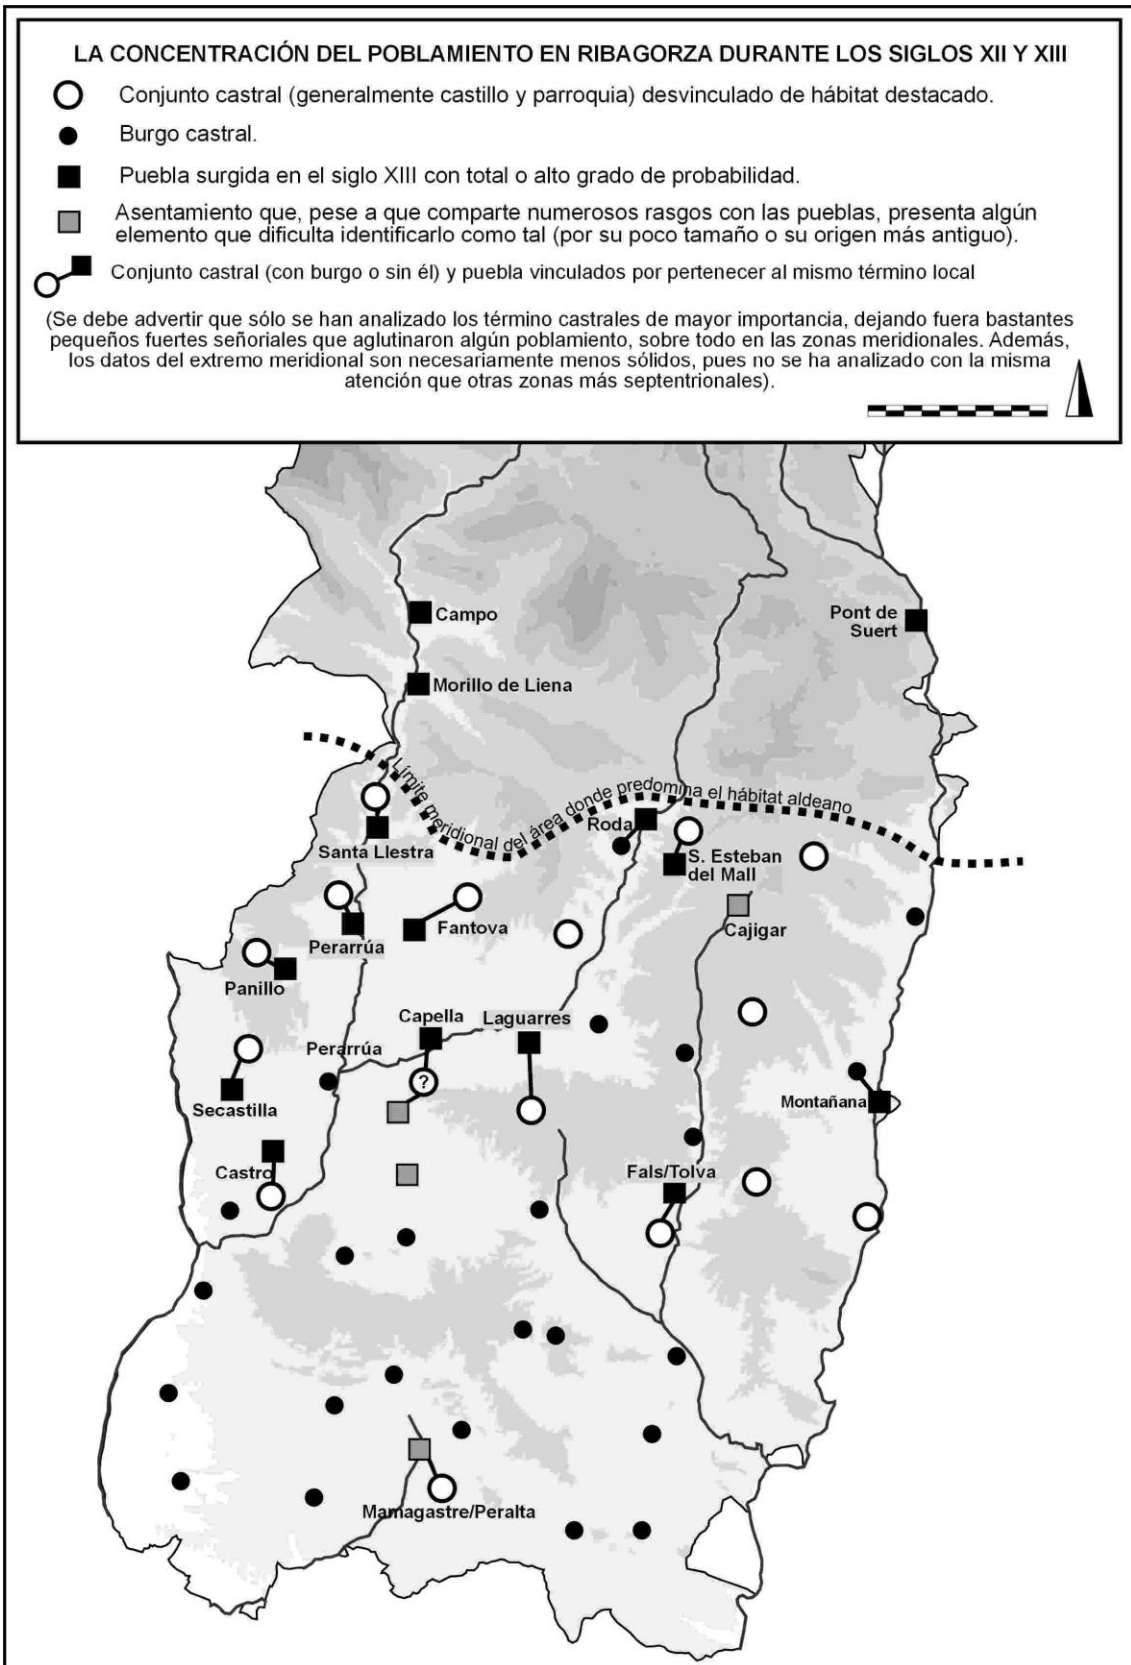 LA CONCENTRACIÓN DEL POBLAMIENTO EN RIBAGORZA DURANTE LOS SIGLOS XII Y XIII
Conjunto castral (generalmente castillo y parroquia) desvinculado de hábitat destacado.
Burgo castral.
Puebla surgida en el siglo XIII con total o alto grado de probabilidad.
Asentamiento que, pese a que comparte numerosos rasgos con las pueblas, presenta algún
elemento que dificulta identificarlo como tal (por su poco tamaño o su origen más antiguo).
Conjunto castral (con burgo o sin él) y puebla vinculados por pertenecer al mismo término local
(Se debe advertir que sólo se han analizado los término castrales de mayor importancia, dejando fuera bastantes
pequeños fuertes señoriales que aglutinaron algún poblamiento, sobre todo en las zonas meridionales. Además,
los datos del extremo meridional son necesariamente menos sólidos, pues no se ha analizado con la misma
atención que otras zonas más septentrionales).
Campo
Pont de
Suert
Morillo de Liena
Límite meridional del área donde predomina el hábitat aldeano
Roda
Santa Llestra
S. Esteban
del Mall
Cajigar
Fantova
Perarrúa
Panillo
Capella
Laguarres
Perarrúa
?
Secastilla
Montañana
Castro
Fals/Tolva
Mamagastre/Peralta